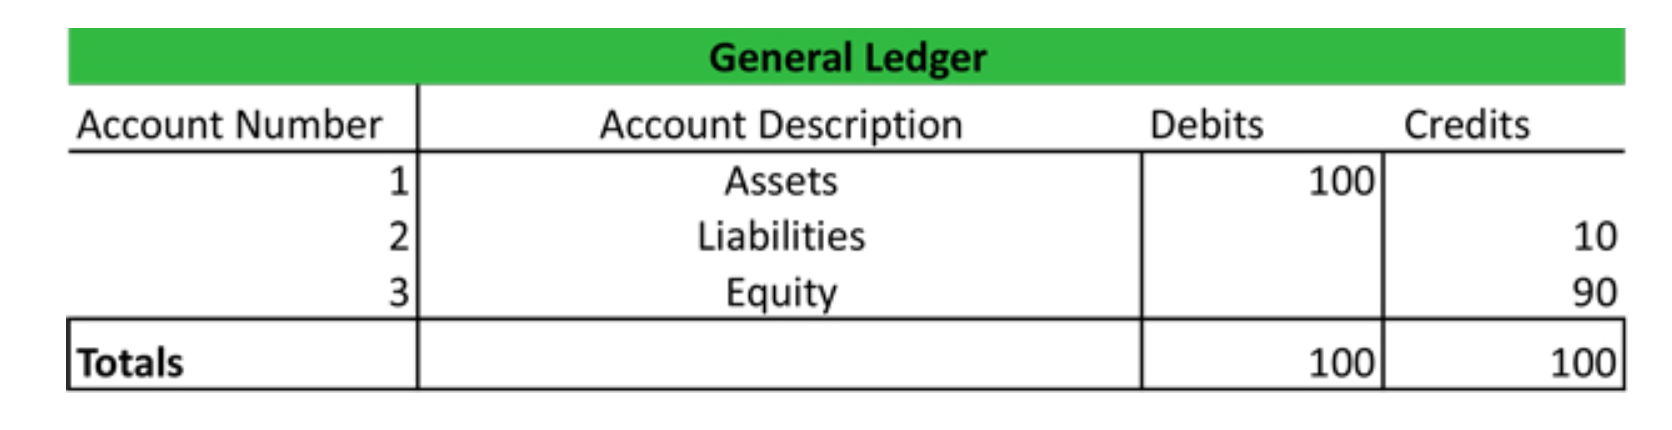 General Ledger
Account Number Account Description Debits Credits
1 Assets 100
2 Liabilities 10
3 Equity 90
Totals 100 100